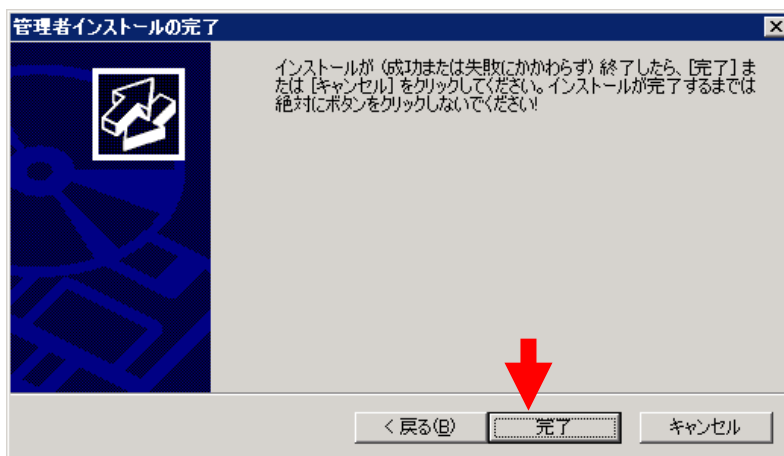 管理者インストールの完了
インストールが (成功または失敗にかかわらず) 終了したら、[完了] ま
たは [キャンセル] をクリックしてください。インストールが完了するまでは
絶対にボタンをクリックしないでください!
< 戻る(B) 完了 キャンセル